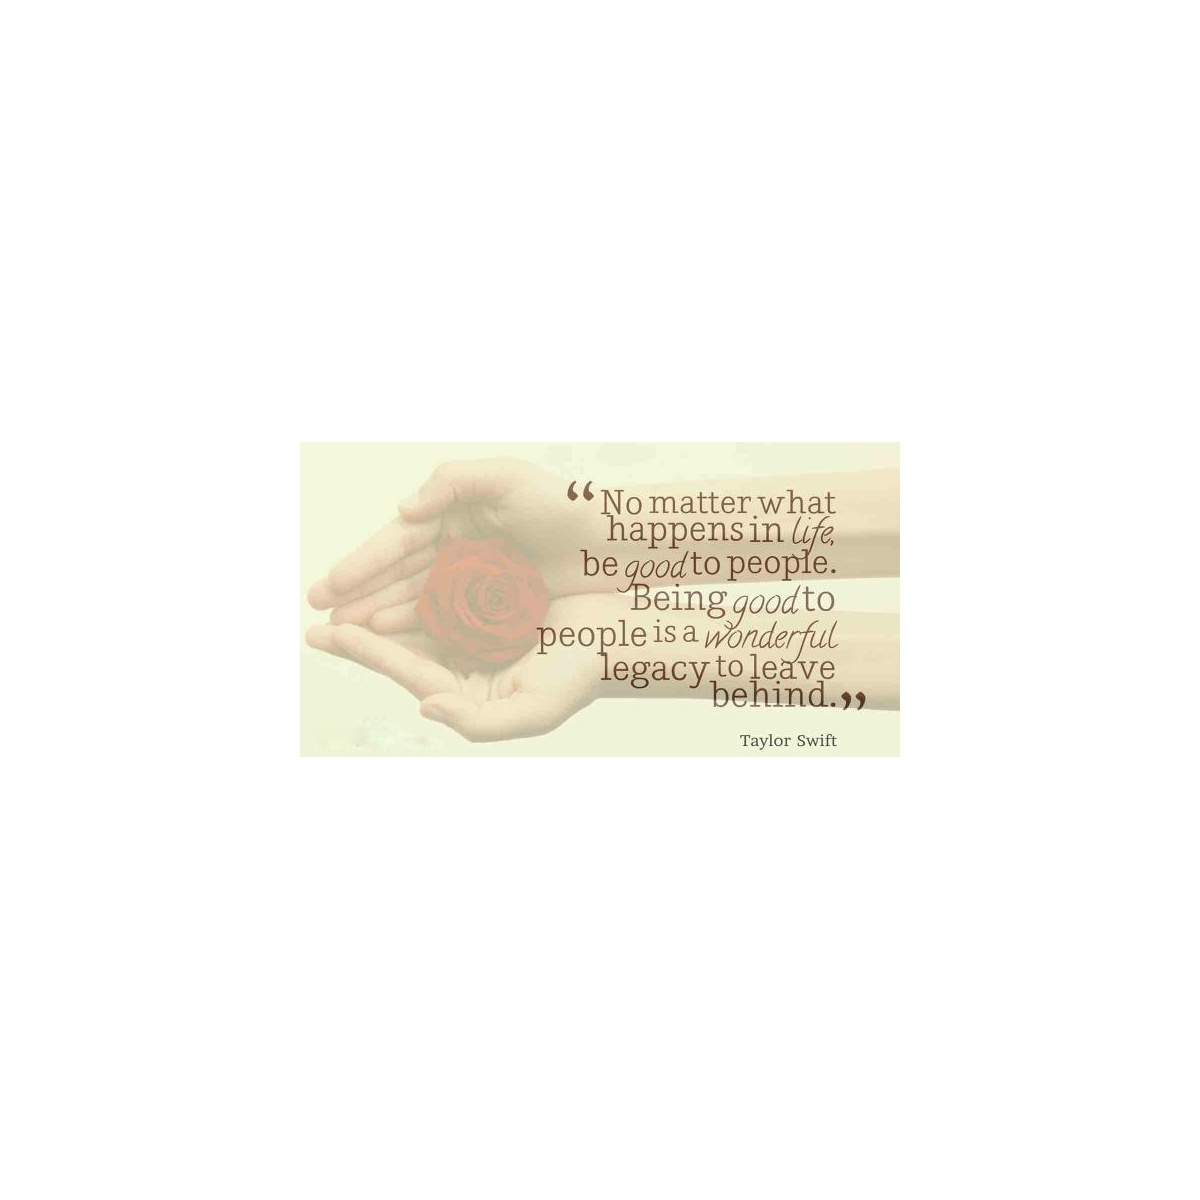 “No matter what
happens in life,
be good to people.
Being good to
people is a wonderful
legacy to leave
behind.”
Taylor Swift